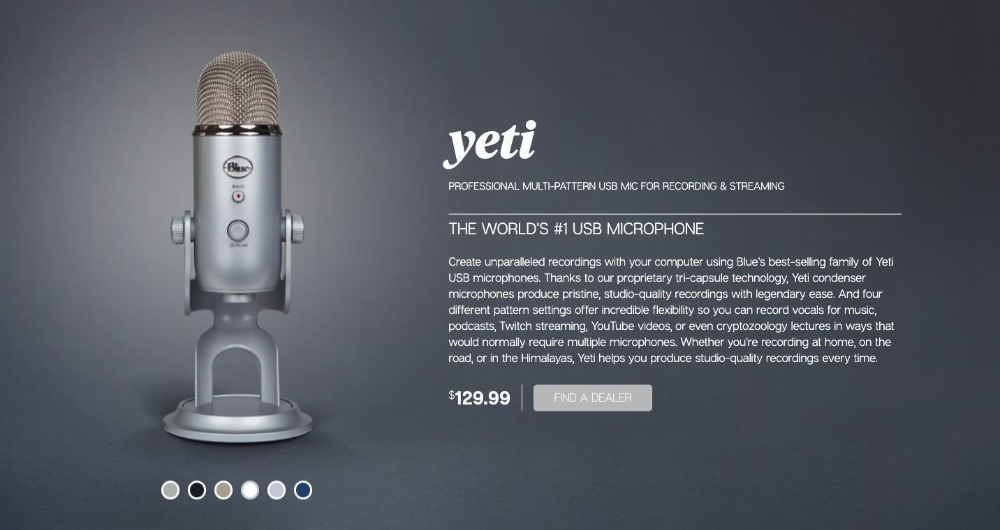 Blue
MUTE
VOLUME
yeti
PROFESSIONAL MULTI-PATTERN USB MIC FOR RECORDING & STREAMING
THE WORLD'S #1 USB MICROPHONE
Create unparalleled recordings with your computer using Blue's best-selling family of Yeti
USB microphones. Thanks to our proprietary tri-capsule technology, Yeti condenser
microphones produce pristine, studio-quality recordings with legendary ease. And four
different pattern settings offer incredible flexibility so you can record vocals for music,
podcasts, Twitch streaming, YouTube videos, or even cryptozoology lectures in ways that
would normally require multiple microphones. Whether you're recording at home, on the
road, or in the Himalayas, Yeti helps you produce studio-quality recordings every time.
$129.99 FIND A DEALER